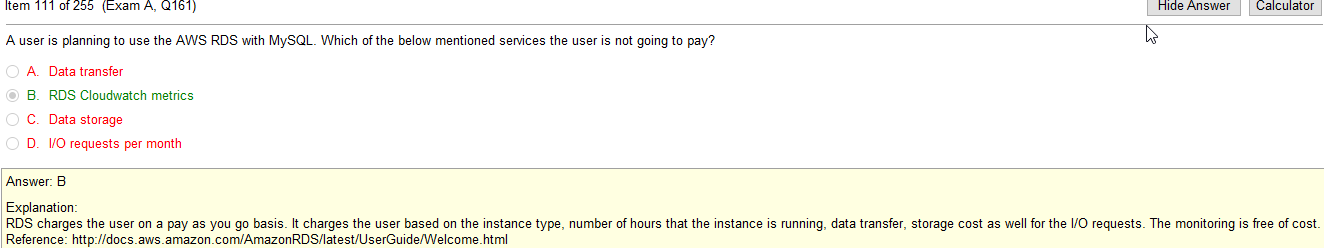 Item 111 of 255 (Exam A, Q161)
Hide Answer
Calculator
A user is planning to use the AWS RDS with MySQL. Which of the below mentioned services the user is not going to pay?
A. Data transfer
B. RDS Cloudwatch metrics
C. Data storage
D. I/O requests per month
Answer: B
Explanation:
RDS charges the user on a pay as you go basis. It charges the user based on the instance type, number of hours that the instance is running, data transfer, storage cost as well for the I/O requests. The monitoring is free of cost.
Reference: http://docs.aws.amazon.com/AmazonRDS/latest/UserGuide/Welcome.html